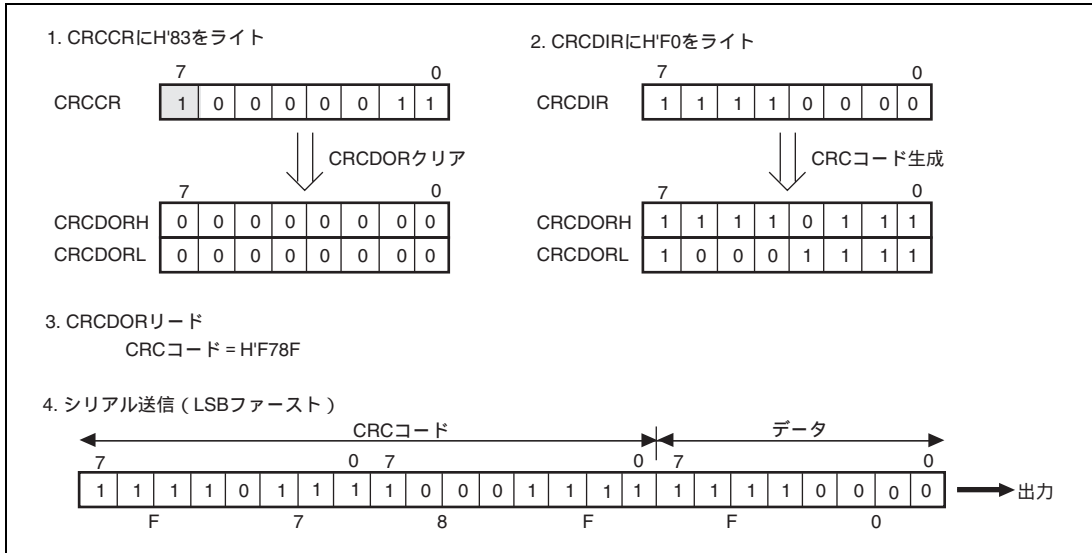 1. CRCCRにH'83をライト
7 0
CRCCR 1 0 0 0 0 0 1 1
CRCDORクリア
7 0
CRCDORH 0 0 0 0 0 0 0 0
CRCDORL 0 0 0 0 0 0 0 0
2. CRCDIRにH'F0をライト
7 0
CRCDIR 1 1 1 1 0 0 0 0
CRCコード生成
7 0
CRCDORH 1 1 1 1 0 1 1 1
CRCDORL 1 0 0 0 1 1 1 1
3. CRCDORリード
CRCコード = H'F78F
4. シリアル送信(LSBファースト)
CRCコード データ
7 0 7 0 7 0
1 1 1 1 0 1 1 1 1 0 0 0 1 1 1 1 1 1 1 1 0 0 0 0 出力
F 7 8 F F 0